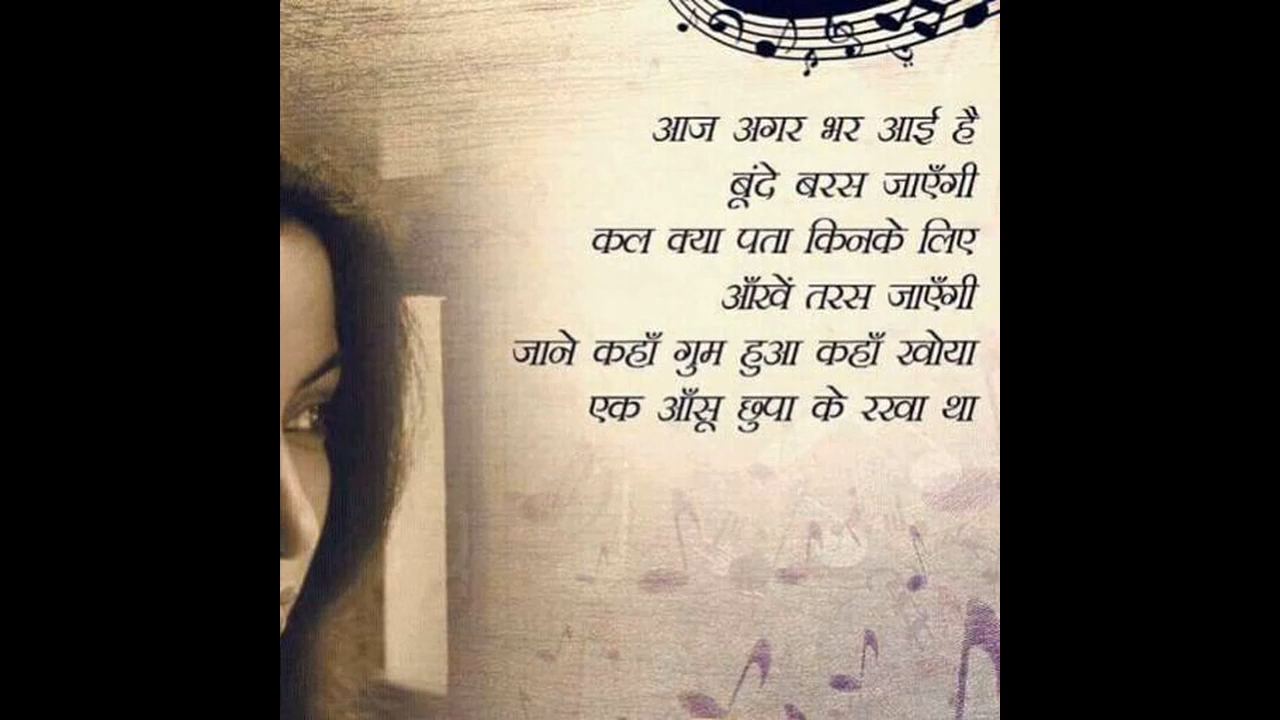 आज अगर भर आई है
बूंदे बरस जाएँगी
कल क्या पता किनके लिए
आँखें तरस जाएँगी
जाने कहाँ गुम हुआ कहाँ खोया
एक आँसू छुपा के रखा था